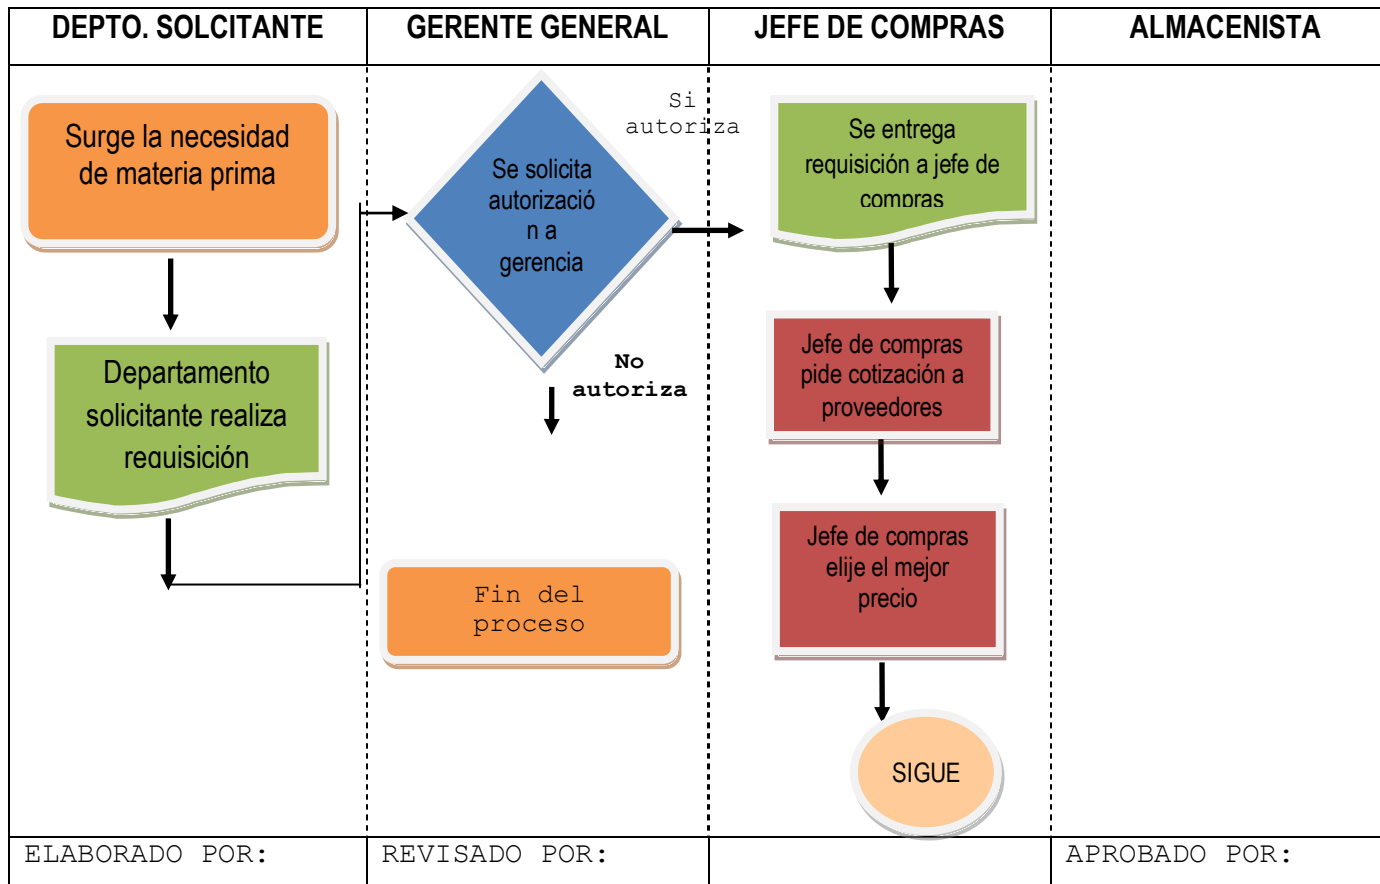 DEPTO. SOLCITANTE
GERENTE GENERAL
JEFE DE COMPRAS
ALMACENISTA
Surge la necesidad
de materia prima
Departamento
solicitante realiza
requisición
Se solicita
autorizació
n a
gerencia
Si
autoriza
No
autoriza
Fin del
proceso
Se entrega
requisición a jefe de
compras
Jefe de compras
pide cotización a
proveedores
Jefe de compras
elije el mejor
precio
SIGUE
ELABORADO POR:
REVISADO POR:
APROBADO POR: